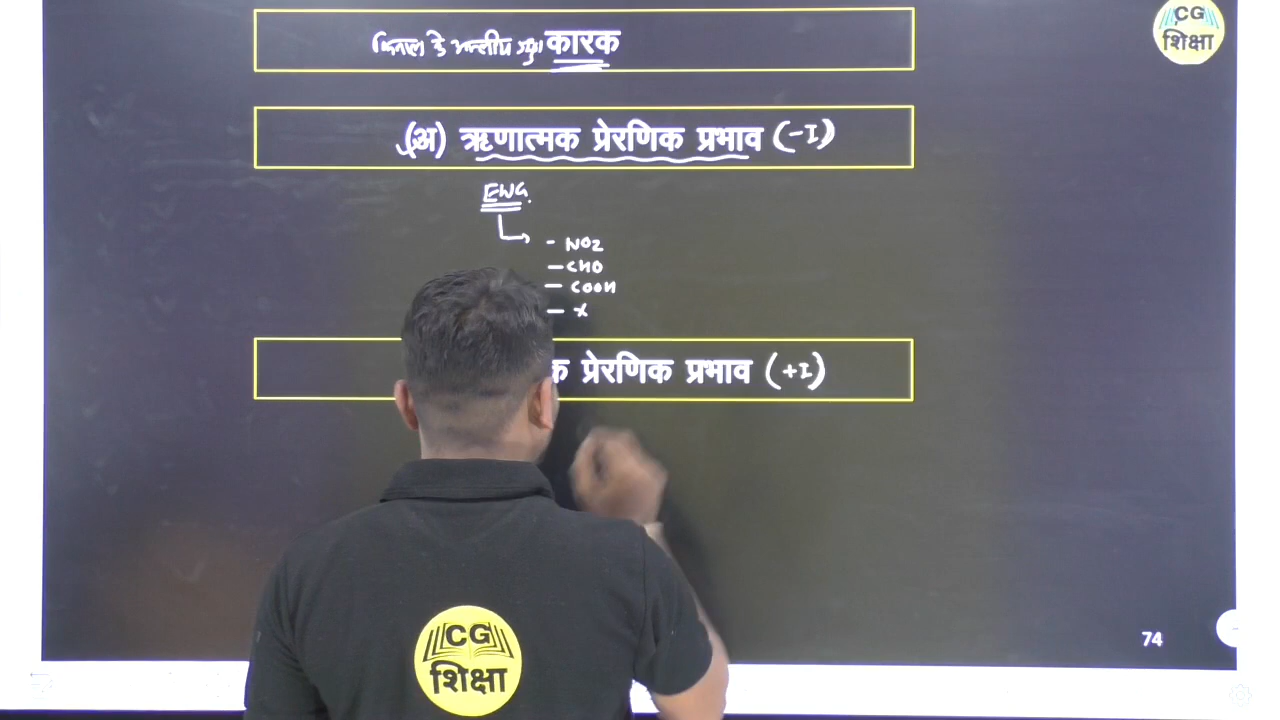 कारक
CG
शिक्षा
(अ) ऋणात्मक प्रेरणिक प्रभाव (-I)
EWG.
- NO2
- CHO
- COOH
- X
क प्रेरणिक प्रभाव (+I)
CG
शिक्षा
74